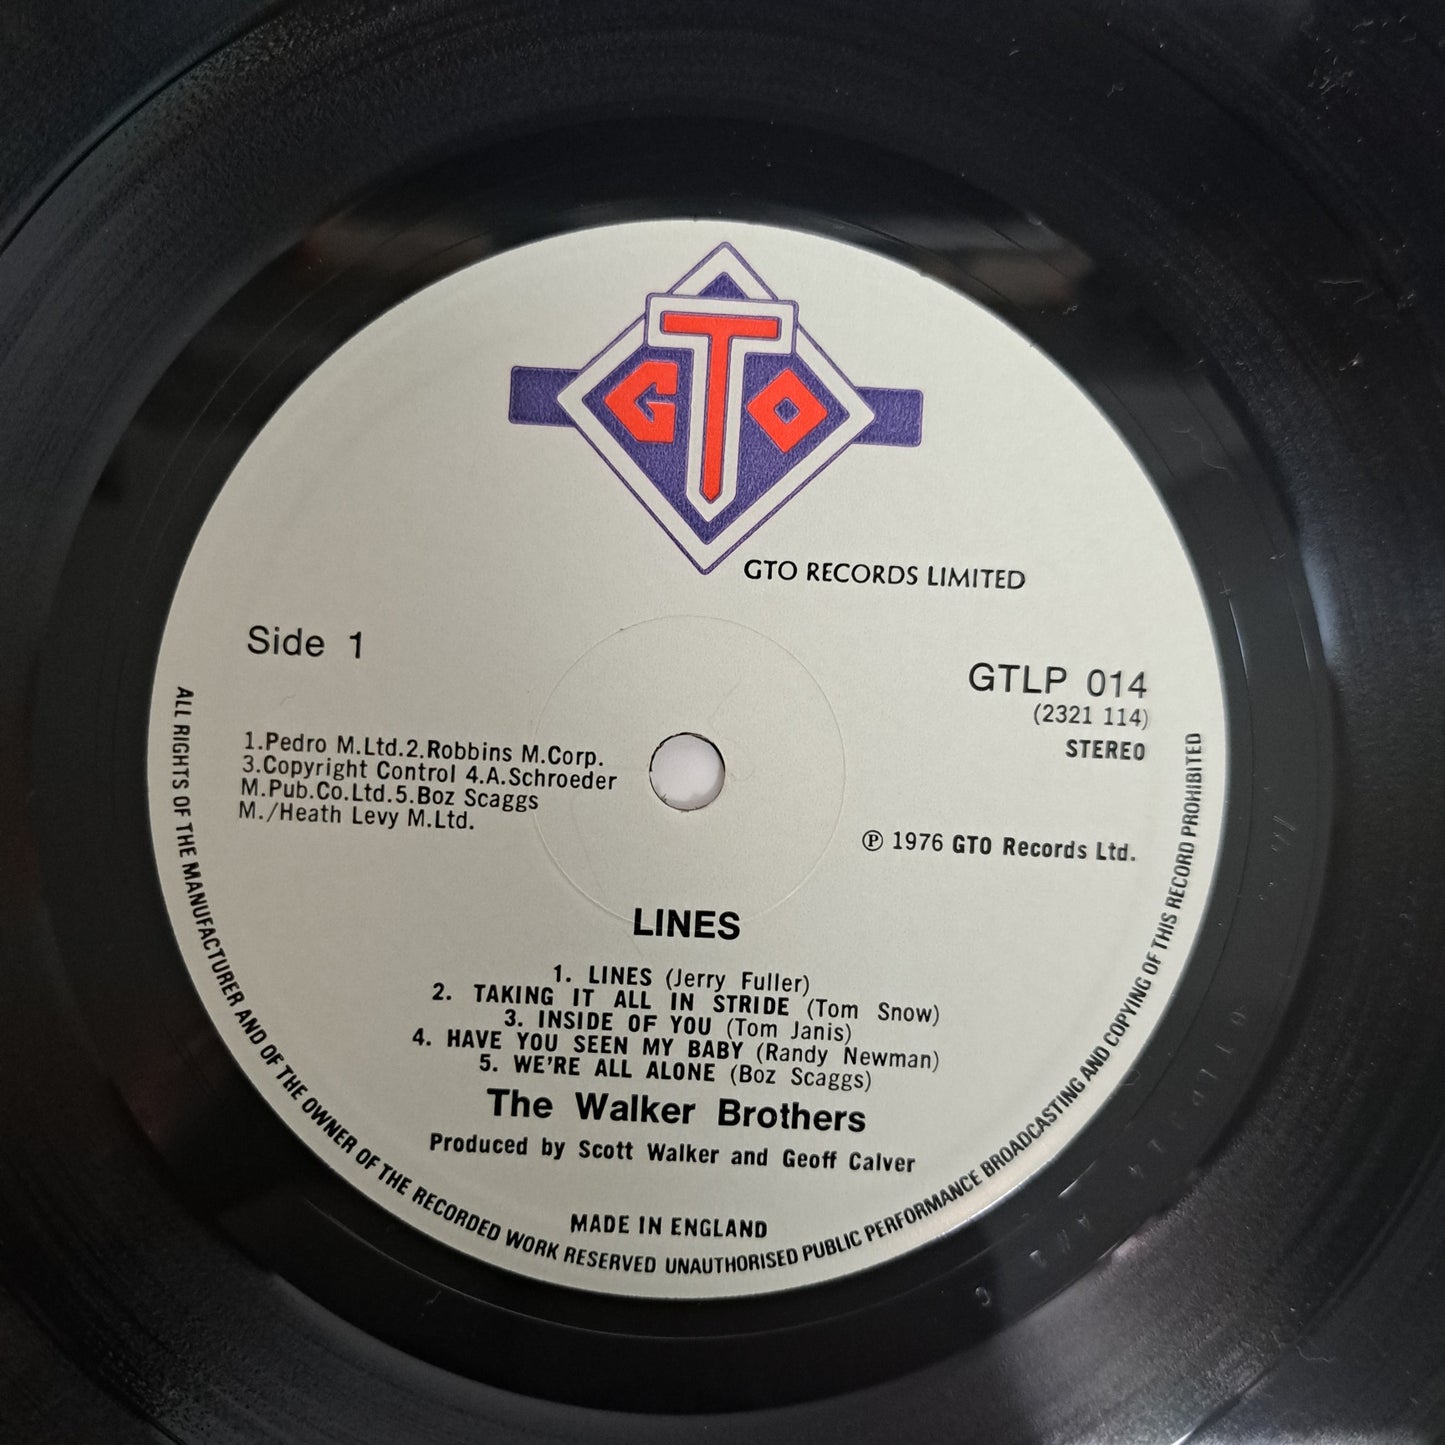 GTO
GTO RECORDS LIMITED
Side 1
GTLP 014
(2321 114)
STEREO
1.Pedro M.Ltd.2.Robbins M.Corp.
3.Copyright Control 4.A.Schroeder
M.Pub.Co.Ltd.5.Boz Scaggs
M./Heath Levy M.Ltd.
℗ 1976 GTO Records Ltd.
LINES
1. LINES (Jerry Fuller)
2. TAKING IT ALL IN STRIDE (Tom Snow)
3. INSIDE OF YOU (Tom Janis)
4. HAVE YOU SEEN MY BABY (Randy Newman)
5. WE'RE ALL ALONE (Boz Scaggs)
The Walker Brothers
Produced by Scott Walker and Geoff Calver
MADE IN ENGLAND
ALL RIGHTS OF THE MANUFACTURER AND OF THE OWNER OF THE RECORDED WORK RESERVED UNAUTHORISED PUBLIC PERFORMANCE BROADCASTING AND COPYING OF THIS RECORD PROHIBITED